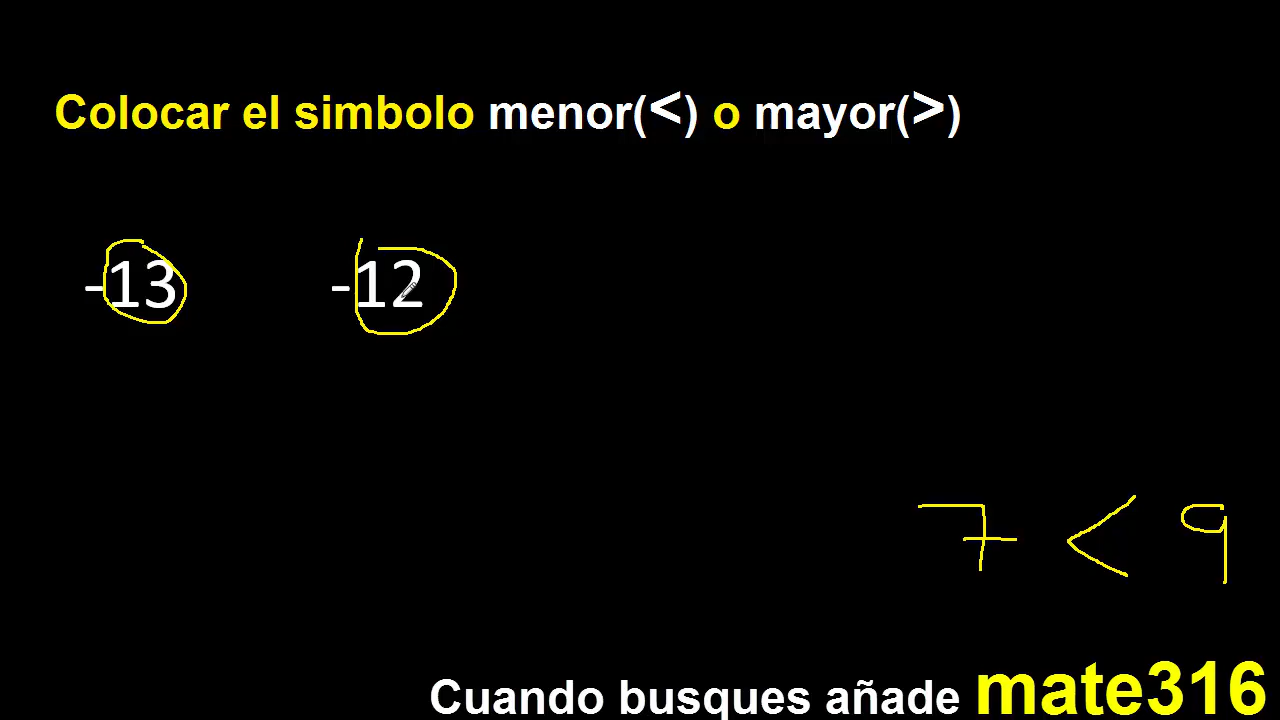 Colocar el simbolo menor(<) o mayor(>)
-13 -12
7 < 9
Cuando busques añade mate316